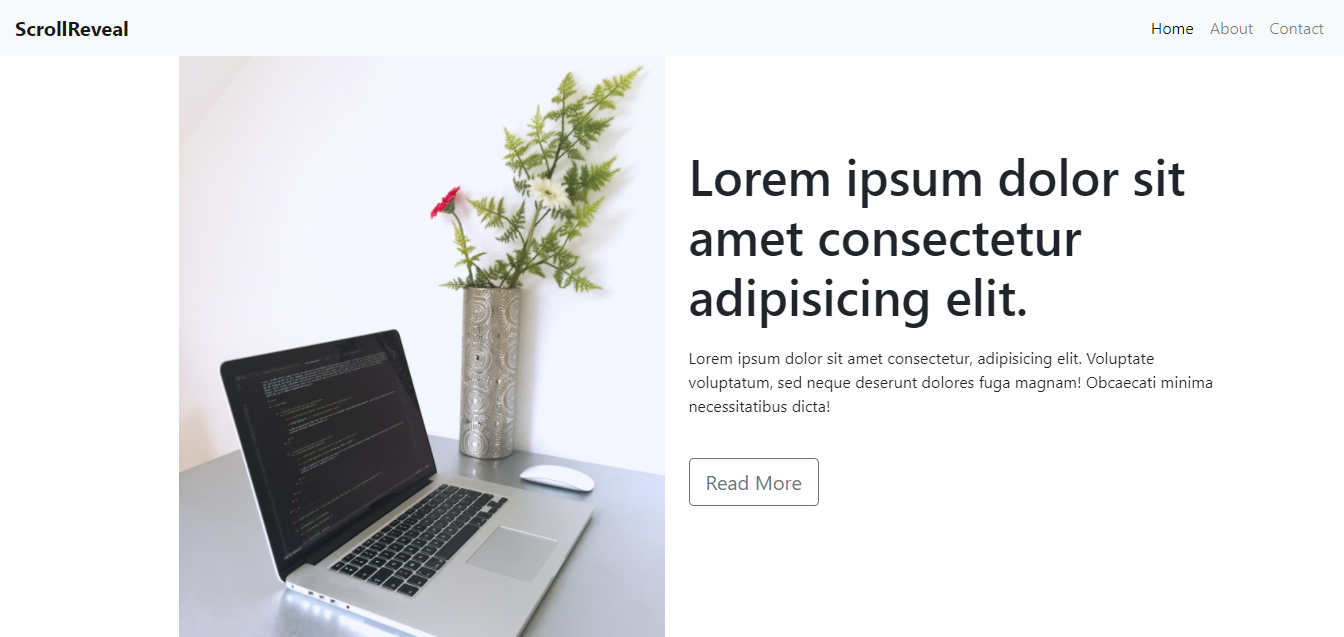 ScrollReveal
Home About Contact
Lorem ipsum dolor sit
amet consectetur
adipisicing elit.
Lorem ipsum dolor sit amet consectetur, adipisicing elit. Voluptate
voluptatum, sed neque deserunt dolores fuga magnam! Obcaecati minima
necessitatibus dicta!
Read More